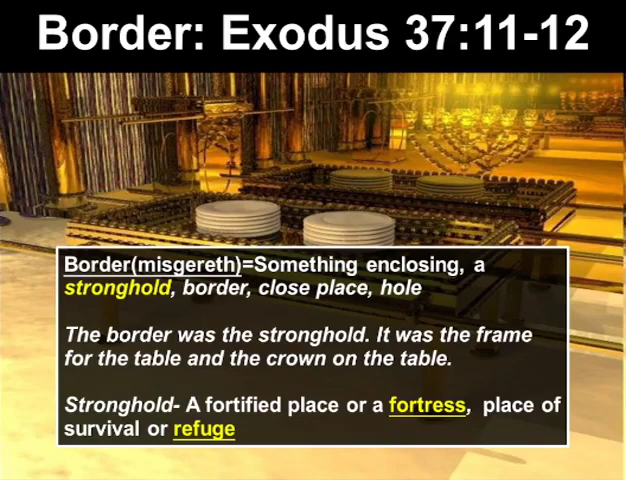 Border: Exodus 37:11-12
Border(misgereth)=Something enclosing, a
stronghold, border, close place, hole
The border was the stronghold. It was the frame
for the table and the crown on the table.
Stronghold- A fortified place or a fortress, place of
survival or refuge